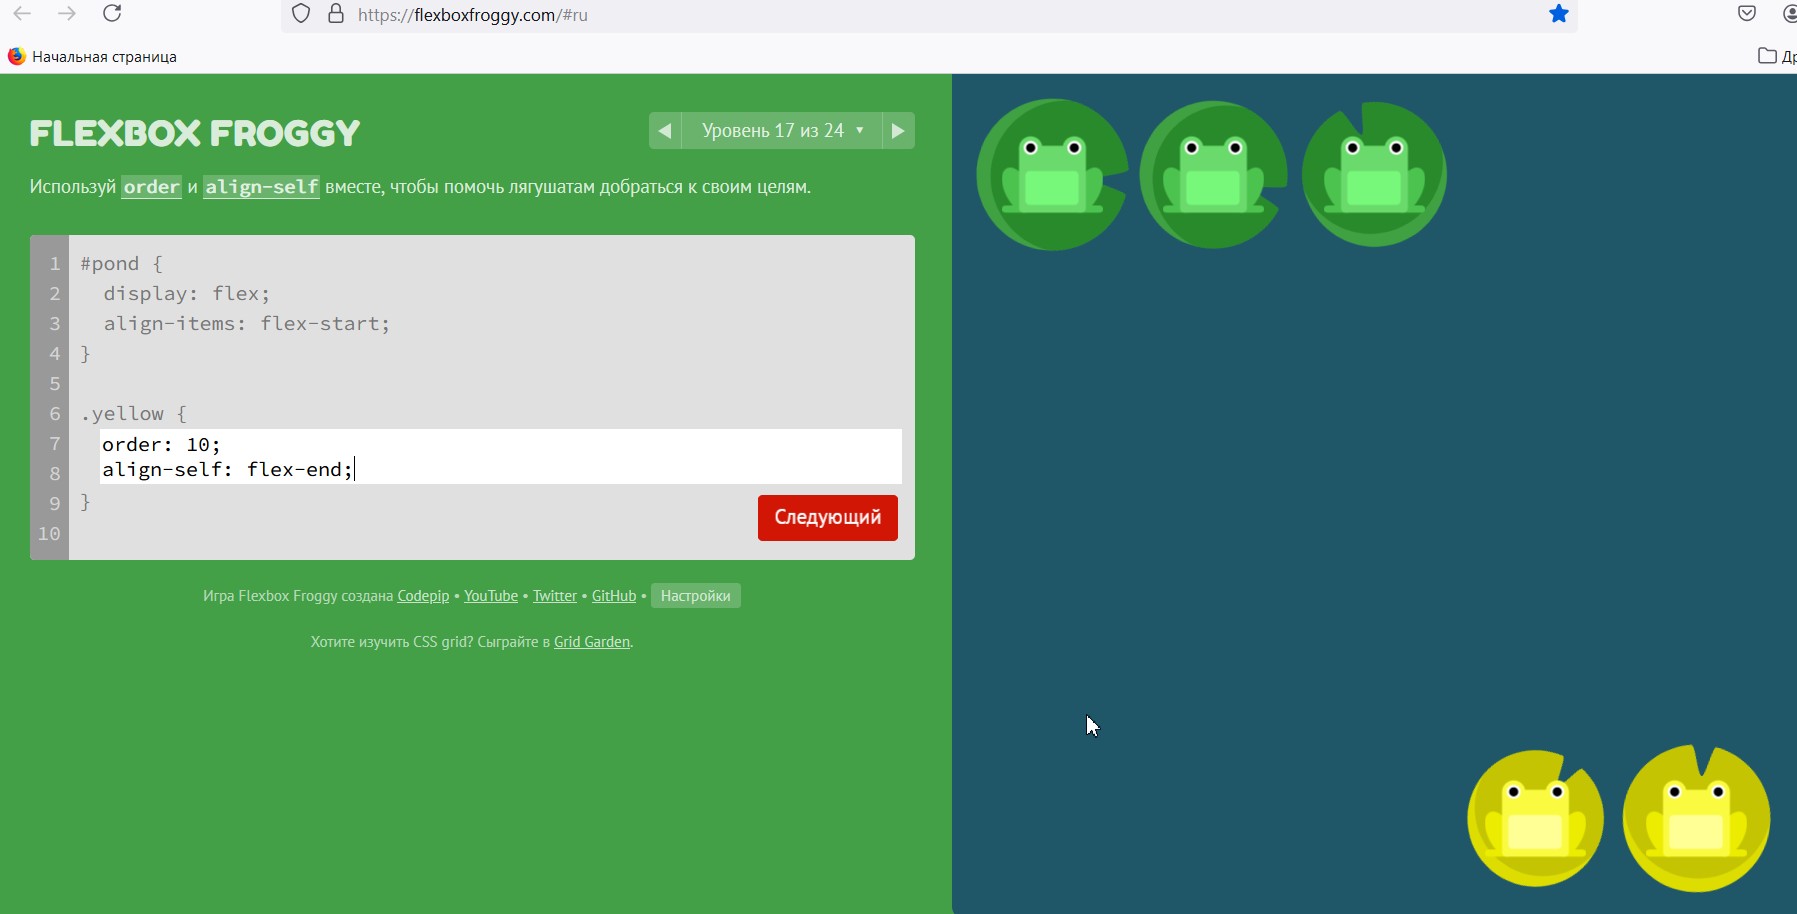 https://flexboxfroggy.com/#ru
Начальная страница
FLEXBOX FROGGY
Уровень 17 из 24
Используй order и align-self вместе, чтобы помочь лягушатам добраться к своим целям.
1 #pond {
2 display: flex;
3 align-items: flex-start;
4 }
5
6 .yellow {
7 order: 10;
8 align-self: flex-end;
9 }
10
Следующий
Игра Flexbox Froggy создана Codepip • YouTube • Twitter • GitHub • Настройки
Хотите изучить CSS grid? Сыграйте в Grid Garden.